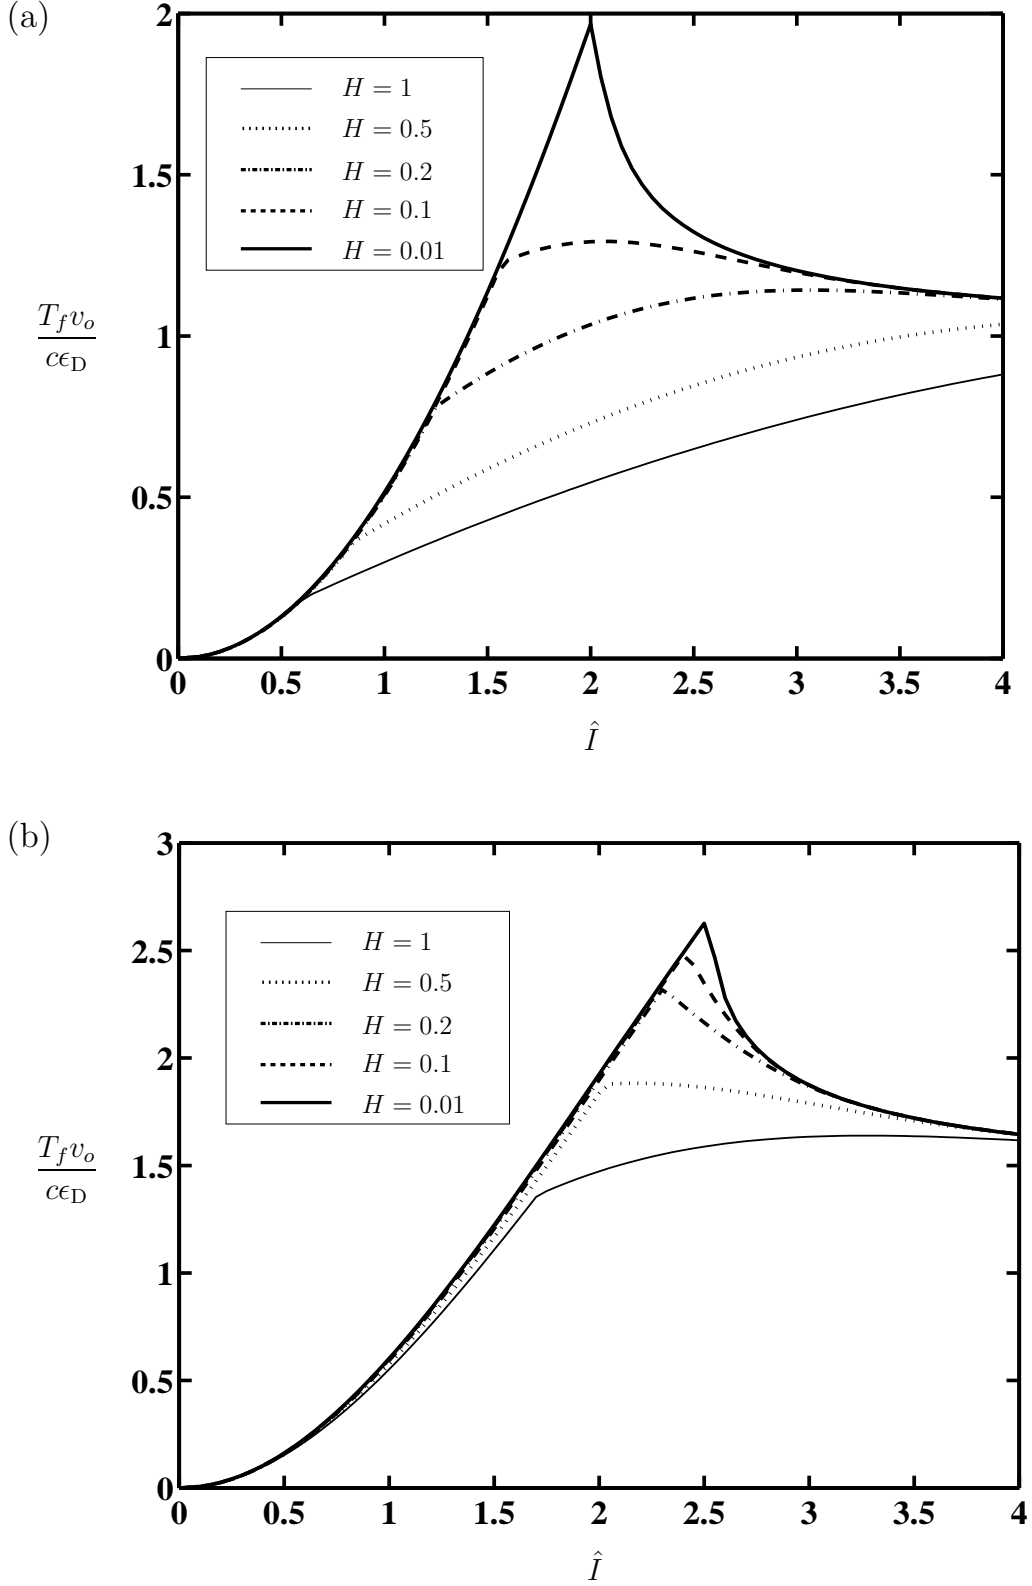 (a)
2
1.5
1
0.5
0
H = 1
H = 0.5
H = 0.2
H = 0.1
H = 0.01
T_f v_o
cϵ_D
0 0.5 1 1.5 2 2.5 3 3.5 4
Î
(b)
3
2.5
2
1.5
1
0.5
0
H = 1
H = 0.5
H = 0.2
H = 0.1
H = 0.01
T_f v_o
cϵ_D
0 0.5 1 1.5 2 2.5 3 3.5 4
Î